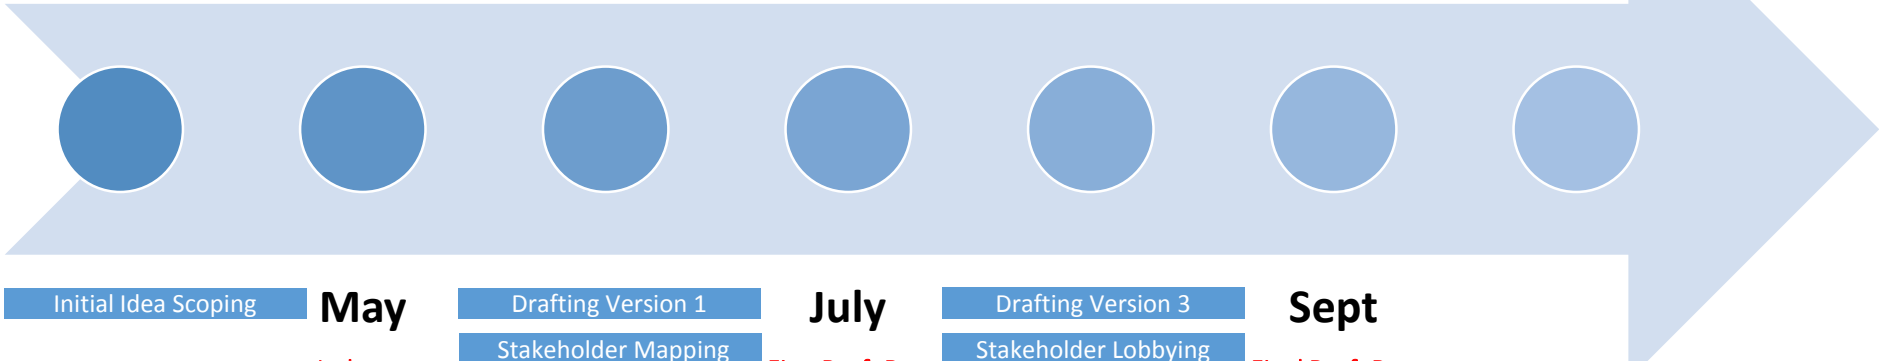 Initial Idea Scoping
May
Drafting Version 1
Stakeholder Mapping
July
Drafting Version 3
Stakeholder Lobbying
Sept